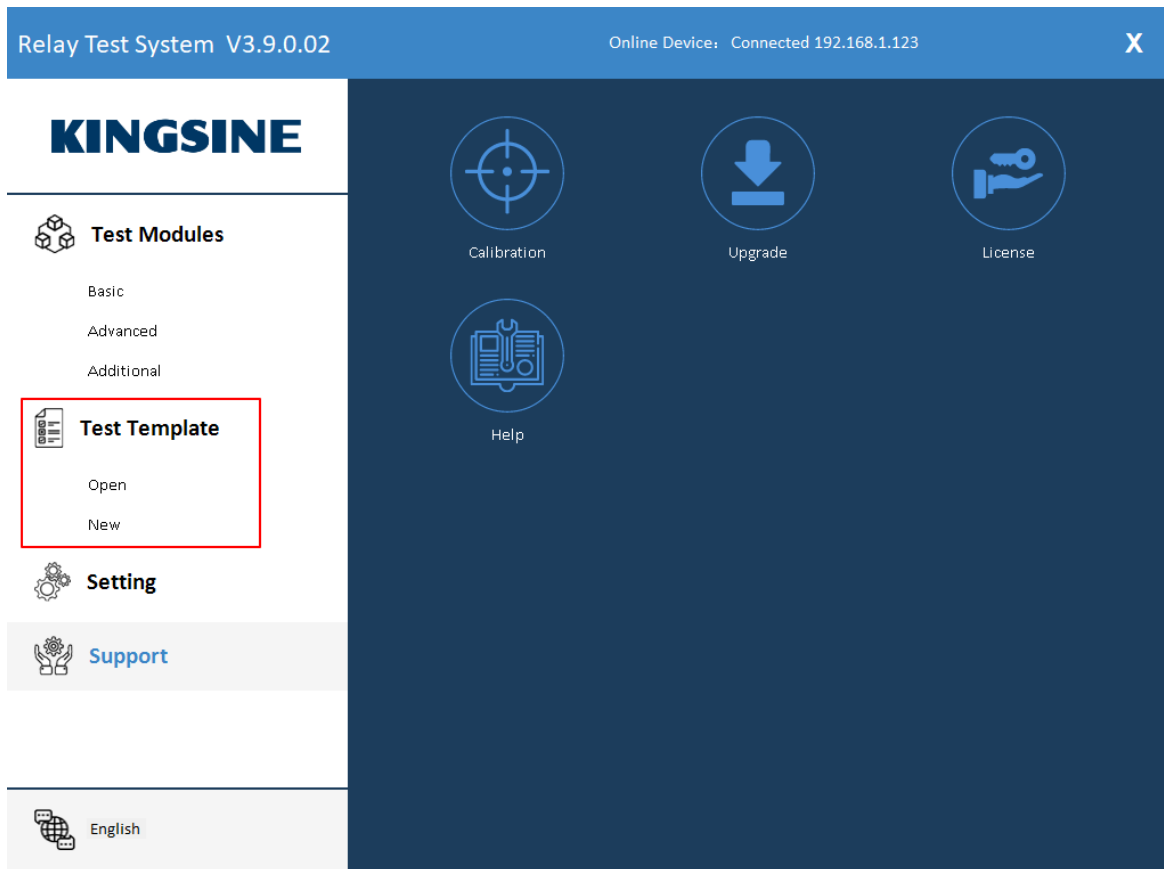 Relay Test System V3.9.0.02
Online Device： Connected 192.168.1.123
X
KINGSINE
Test Modules
Basic
Advanced
Additional
Test Template
Open
New
Setting
Support
English
Calibration
Upgrade
License
Help